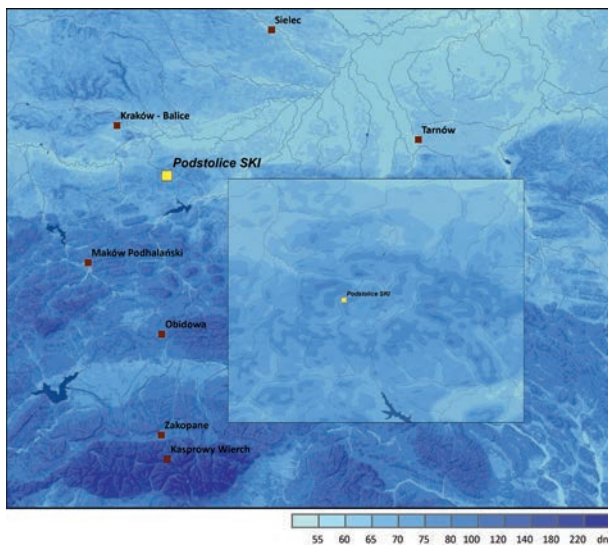 Sielec
Kraków - Balice
Tarnów
Podstolice SKI
Podstolice SKI
Maków Podhalański
Obidowa
Zakopane
Kasprowy Wierch
55 60 65 70 75 80 100 120 140 180 220 dn